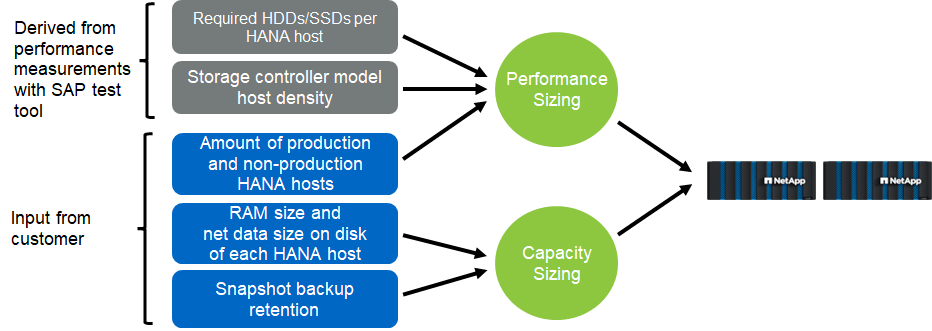 Derived from
performance
measurements
with SAP test
tool
Required HDDs/SSDs per
HANA host
Storage controller model
host density
Performance
Sizing
Input from
customer
Amount of production
and non-production
HANA hosts
RAM size and
net data size on disk
of each HANA host
Snapshot backup
retention
Capacity
Sizing
NetApp
NetApp